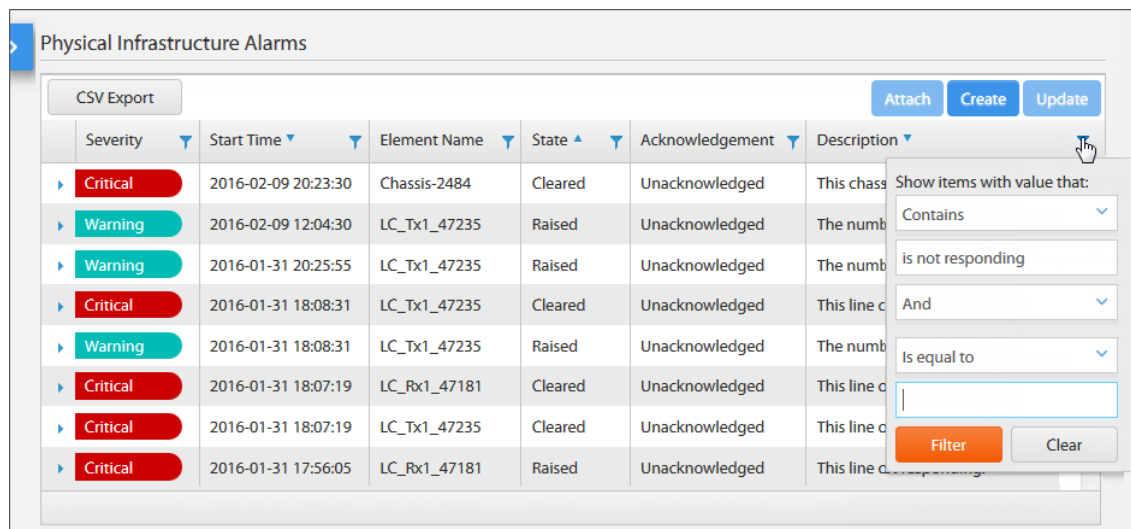 Physical Infrastructure Alarms
CSV Export Attach Create Update
Severity Start Time Element Name State Acknowledgement Description
Show items with value that:
Critical 2016-02-09 20:23:30 Chassis-2484 Cleared Unacknowledged This
Contains
Warning 2016-02-09 12:04:30 LC_Tx1_47235 Raised Unacknowledged The
is not responding
Warning 2016-01-31 20:25:55 LC_Tx1_47235 Raised Unacknowledged The
And
Critical 2016-01-31 18:08:31 LC_Tx1_47235 Cleared Unacknowledged This line
Is equal to
Warning 2016-01-31 18:08:31 LC_Tx1_47235 Raised Unacknowledged The
Critical 2016-01-31 18:07:19 LC_Rx1_47181 Cleared Unacknowledged This line
Critical 2016-01-31 18:07:19 LC_Tx1_47235 Cleared Unacknowledged This line
Filter Clear
Critical 2016-01-31 17:56:05 LC_Rx1_47181 Raised Unacknowledged This line